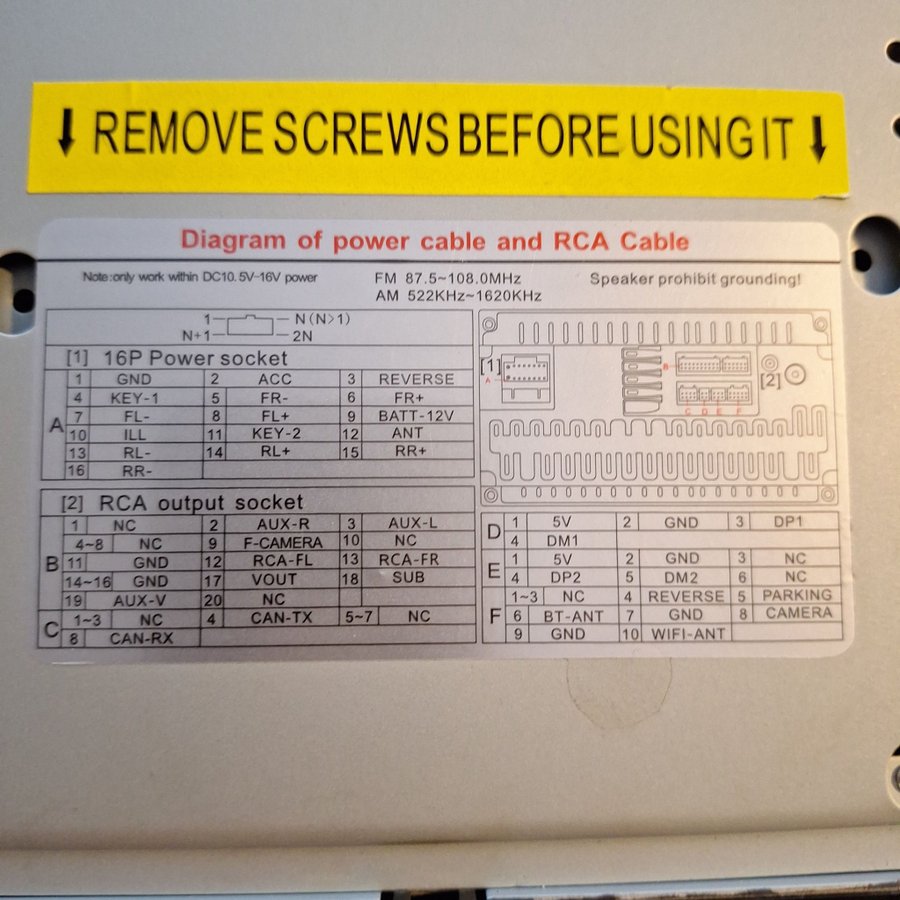 ↓ REMOVE SCREWS BEFORE USING IT ↓
Diagram of power cable and RCA Cable
Note:only work within DC10.5V-16V power FM 87.5~108.0MHz Speaker prohibit grounding!
AM 522KHz~1620KHz
1 N(N>1)
N+1 2N
[1] 16P Power socket
A
1 GND 2 ACC 3 REVERSE
4 KEY-1 5 FR- 6 FR+
7 FL- 8 FL+ 9 BATT-12V
10 ILL 11 KEY-2 12 ANT
13 RL- 14 RL+ 15 RR+
16 RR-
[2] RCA output socket
B
1 NC 2 AUX-R 3 AUX-L
4~8 NC 9 F-CAMERA 10 NC
11 GND 12 RCA-FL 13 RCA-FR
14~16 GND 17 VOUT 18 SUB
19 AUX-V 20 NC
C
1~3 NC 4 CAN-TX 5~7 NC
8 CAN-RX
[1] A B [2]
C D E F
D
1 5V 2 GND 3 DP1
4 DM1
E
1 5V 2 GND 3 NC
4 DP2 5 DM2 6 NC
F
1~3 NC 4 REVERSE 5 PARKING
6 BT-ANT 7 GND 8 CAMERA
9 GND 10 WIFI-ANT